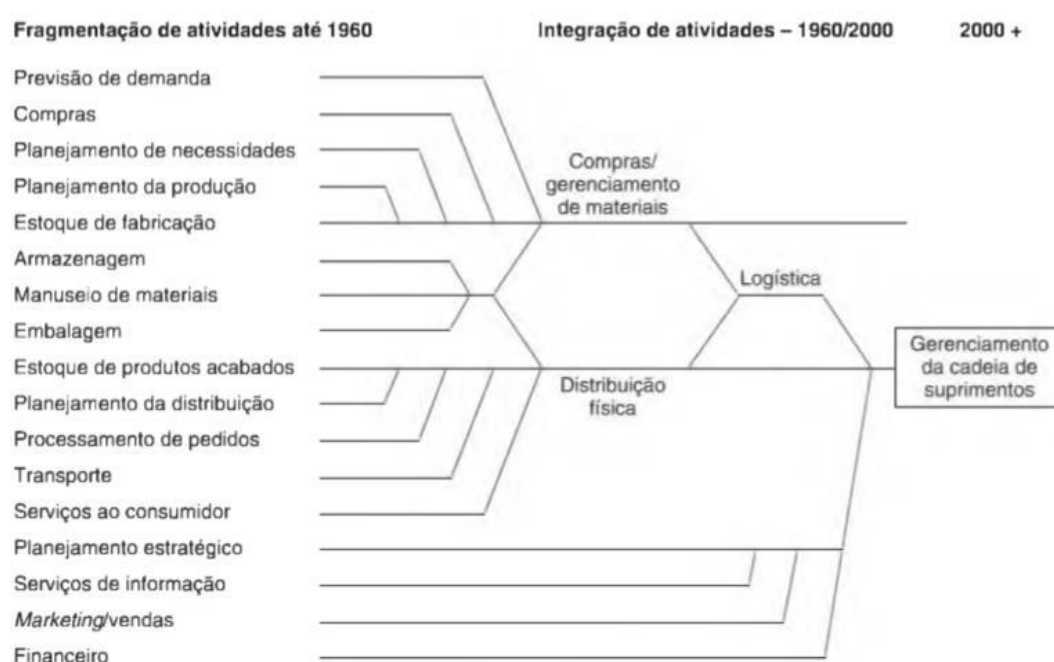 Fragmentação de atividades até 1960
Integração de atividades – 1960/2000
2000 +
Previsão de demanda
Compras
Planejamento de necessidades
Planejamento da produção
Estoque de fabricação
Armazenagem
Manuseio de materiais
Embalagem
Estoque de produtos acabados
Planejamento da distribuição
Processamento de pedidos
Transporte
Serviços ao consumidor
Planejamento estratégico
Serviços de informação
Marketing/vendas
Financeiro
Compras/
gerenciamento
de materiais
Distribuição
física
Logística
Gerenciamento
da cadeia de
suprimentos